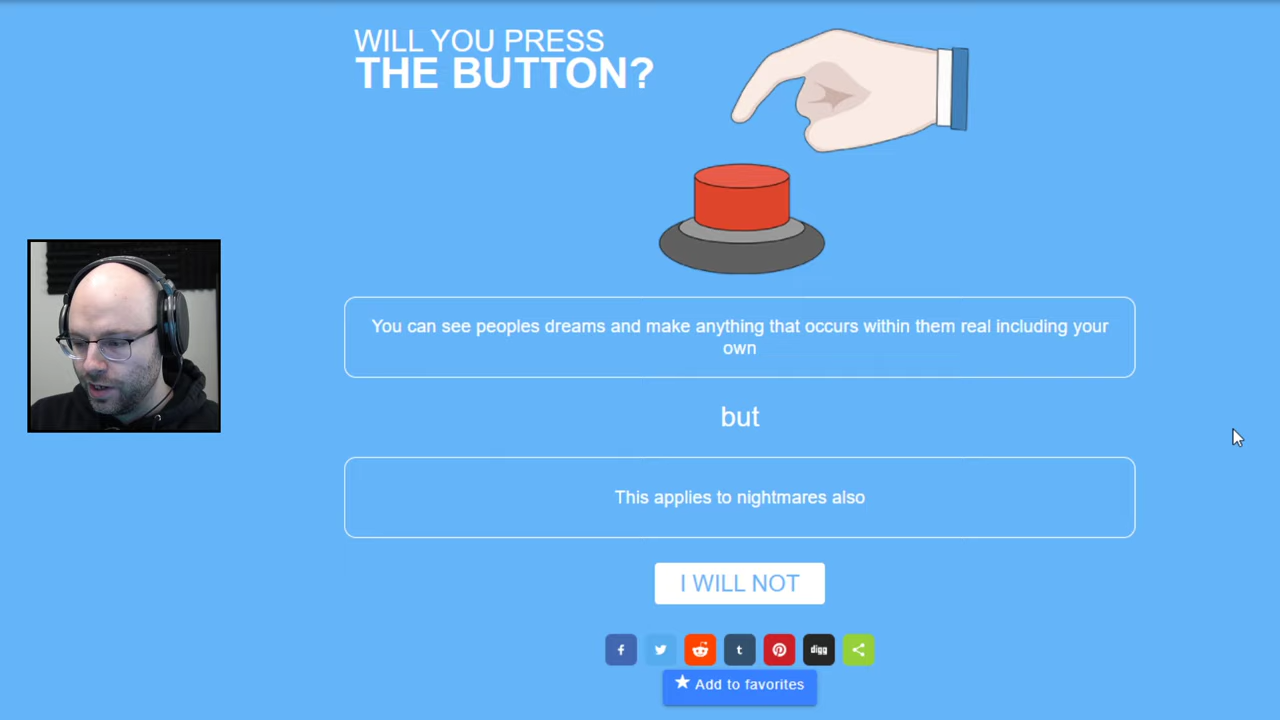 WILL YOU PRESS
THE BUTTON?
You can see peoples dreams and make anything that occurs within them real including your
own
but
This applies to nightmares also
I WILL NOT
f
t
digg
Add to favorites